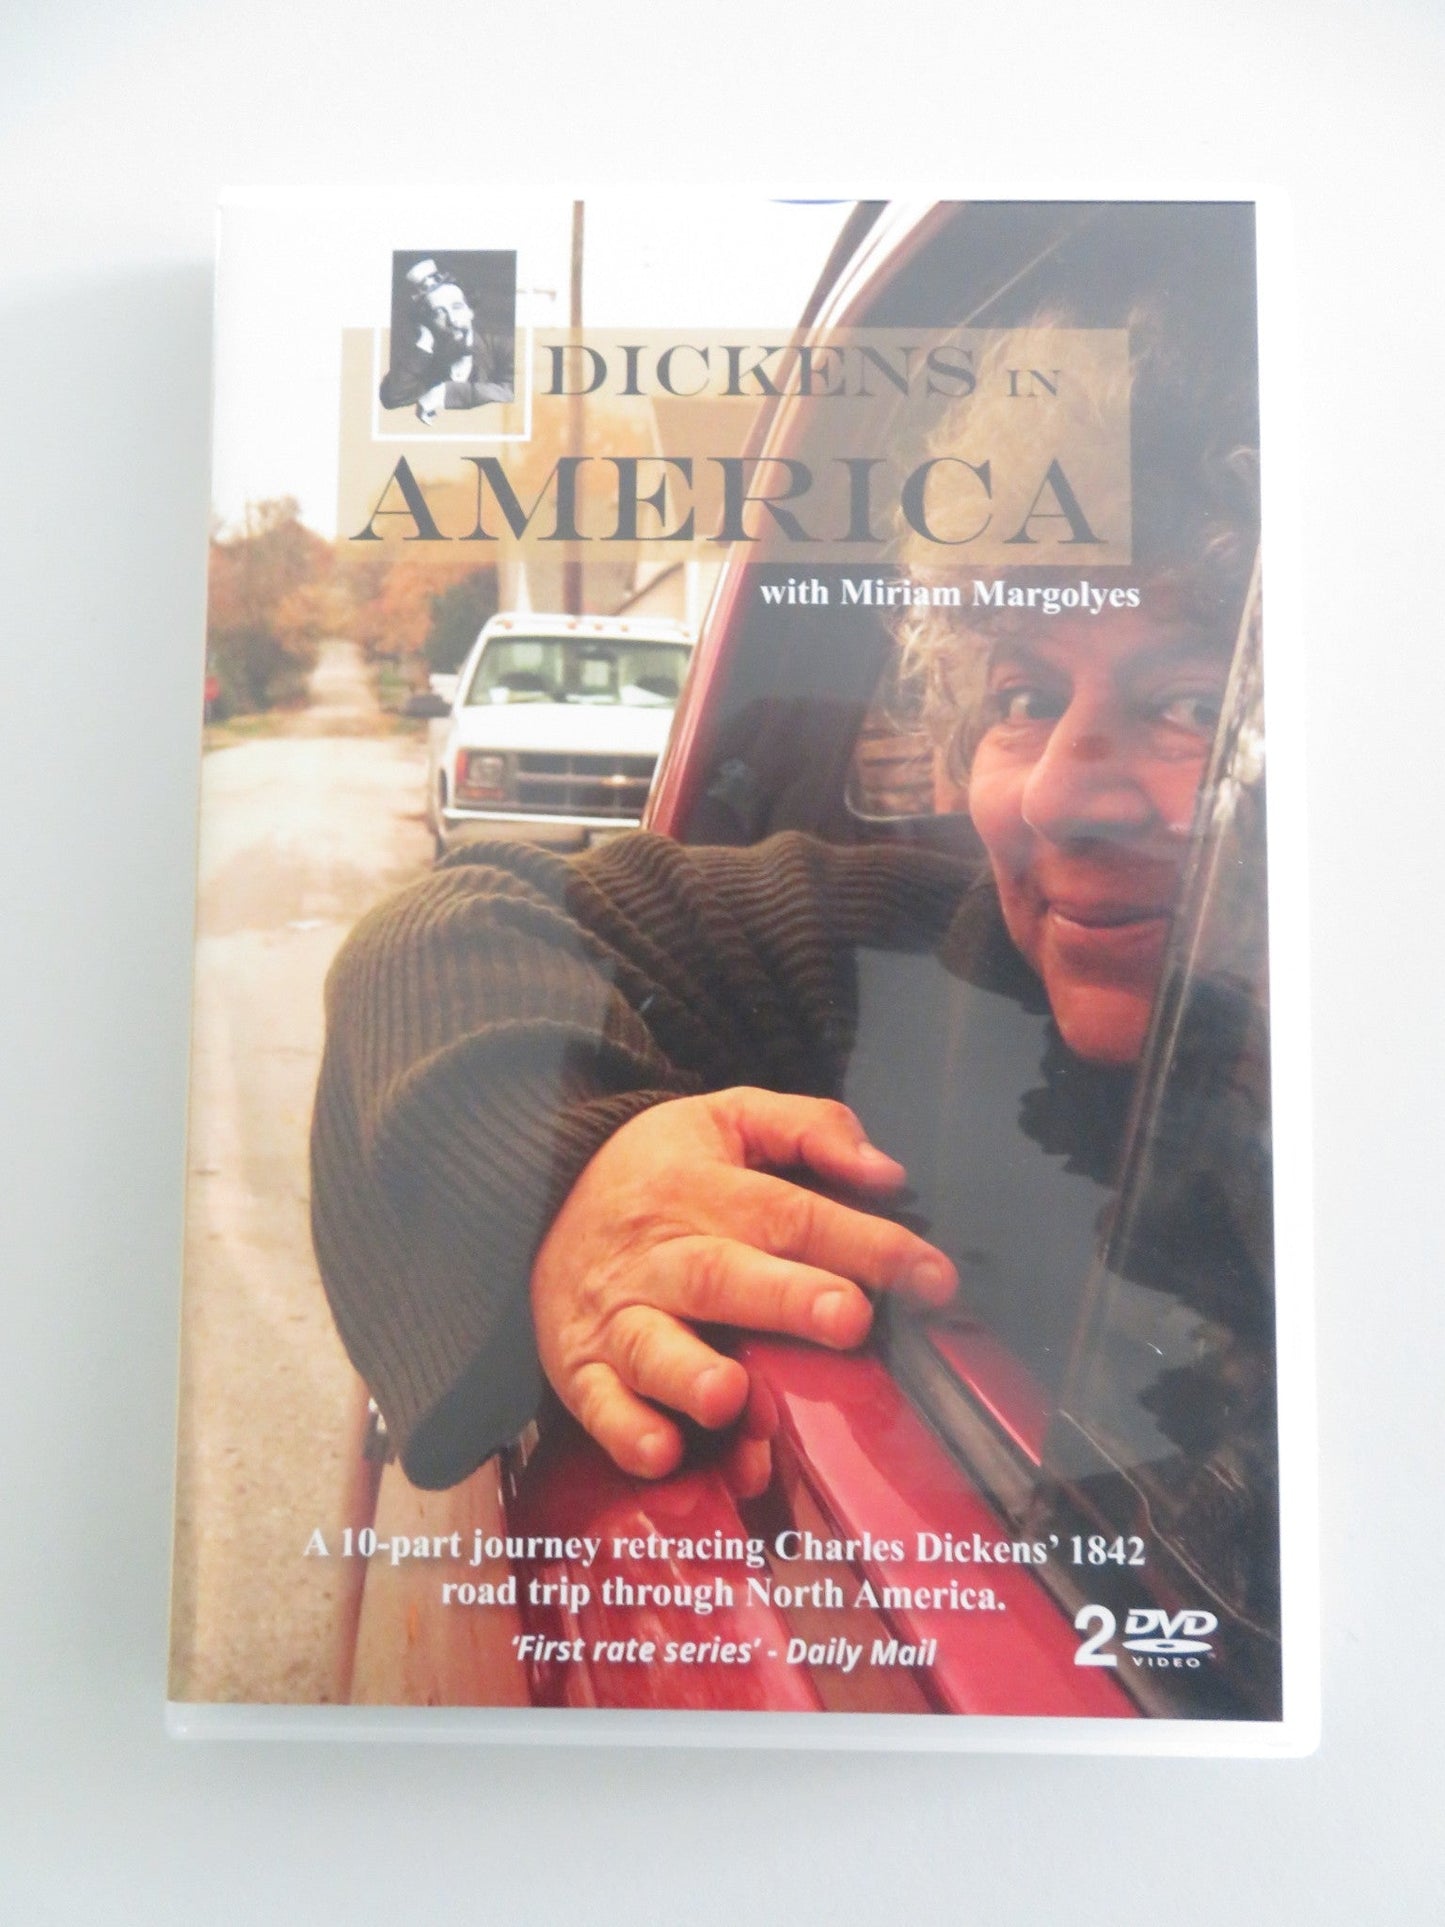 DICKENS IN
AMERICA
with Miriam Margolyes
A 10-part journey retracing Charles Dickens’ 1842
road trip through North America.
‘First rate series’ - Daily Mail
2 DVD
VIDEO